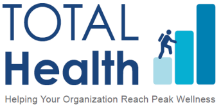 TOTAL
Health
Helping Your Organization Reach Peak Wellness